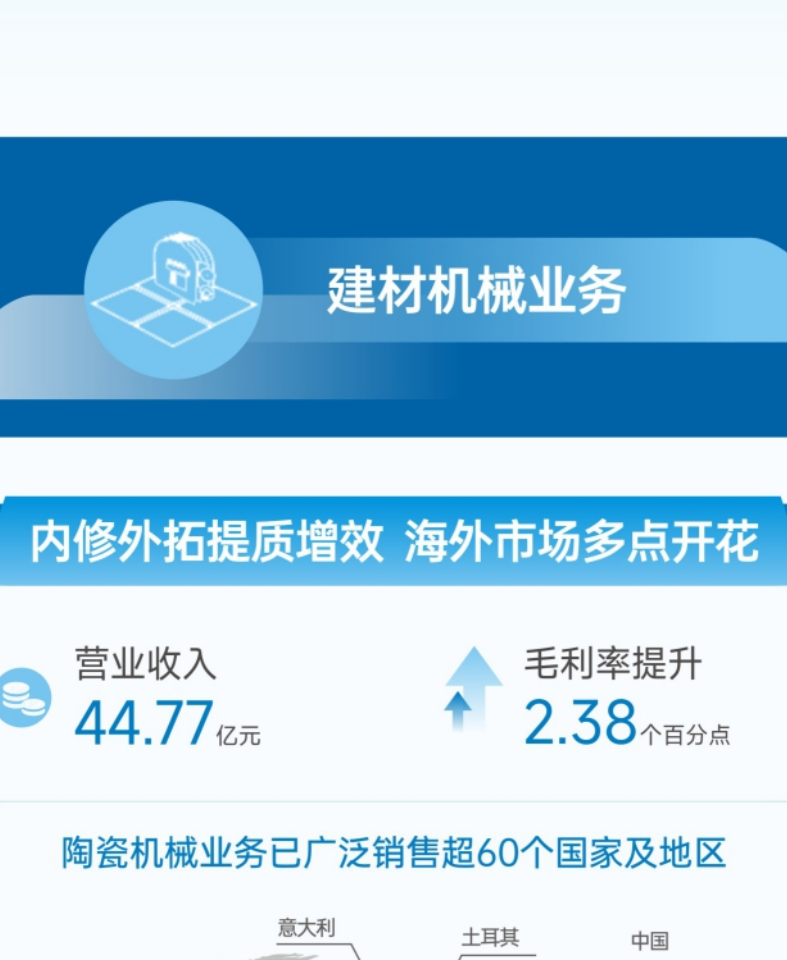 建材机械业务
内修外拓提质增效 海外市场多点开花
营业收入
44.77亿元
毛利率提升
2.38个百分点
陶瓷机械业务已广泛销售超60个国家及地区
意大利
土耳其
中国